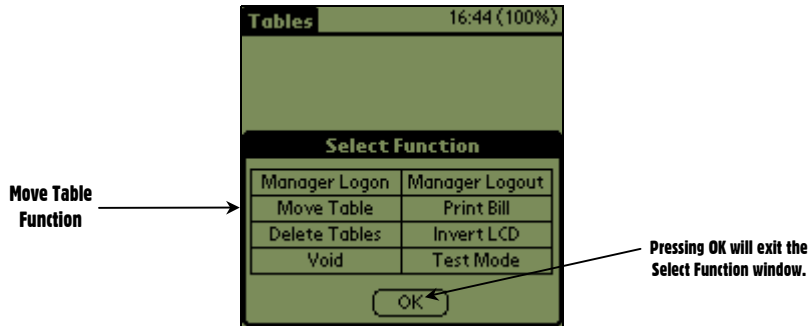 Tables 16:44 (100%)
Select Function
Manager Logon Manager Logout
Move Table Print Bill
Delete Tables Invert LCD
Void Test Mode
OK
Move Table
Function
Pressing OK will exit the
Select Function window.